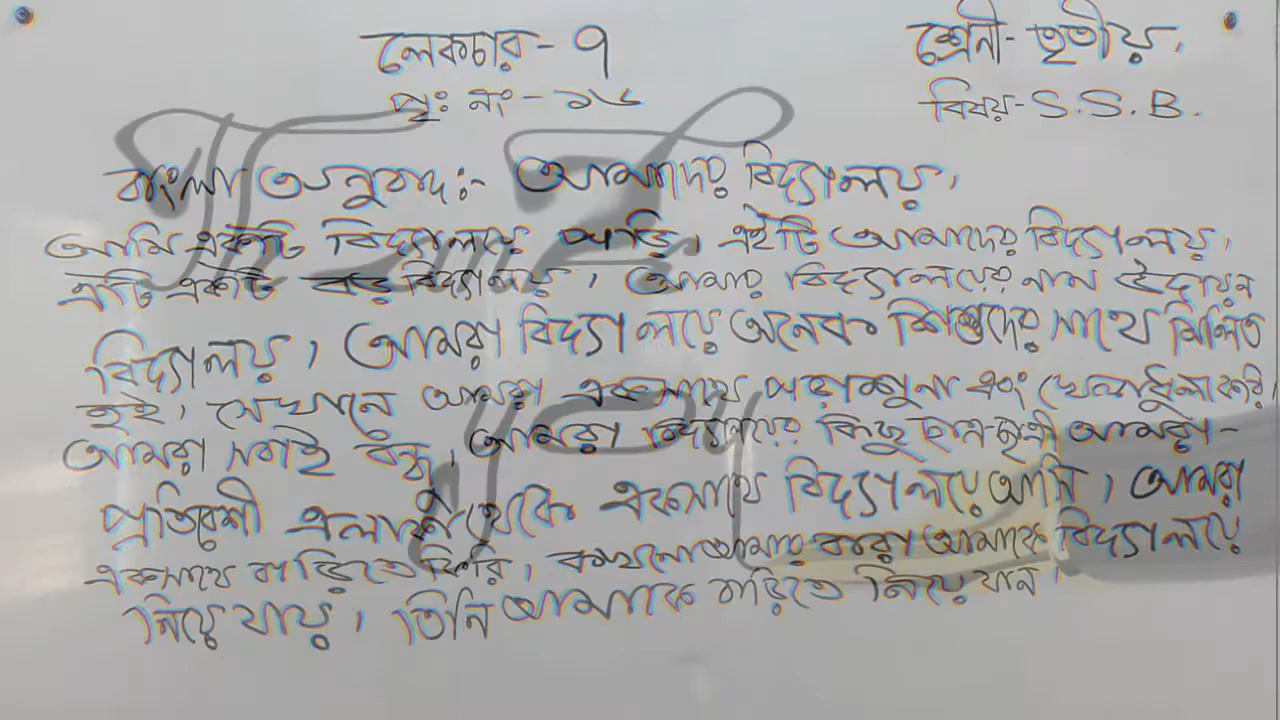 লেকচার - ৭
শ্রেনী - তৃতীয়,
পৃঃ নং - ১৬
বিষয় - S.S.B.
বাংলা অনুবাদ:- আমাদের বিদ্যালয়,
আমি একটি বিদ্যালয়ে পড়ি, এইটি আমাদের বিদ্যালয়,
এটি একটি বড় বিদ্যালয়, আমার বিদ্যালয়ের নাম উদয়ন
বিদ্যালয়, আমরা বিদ্যালয়ে অনেক শিশুদের সাথে মিলিত
হই, সেখানে আমরা একসাথে পড়াশুনা এবং খেলাধুলা করি,
আমরা সবাই বন্ধু, আমরা বিদ্যালয়ের কিছু ছাত্র-ছাত্রী আমরা -
প্রতিবেশী এলাকা থেকে একসাথে বিদ্যালয়ে আসি, আমরা
একসাথে বাড়িতে ফিরি, কখনো আমার বাবা আমাকে বিদ্যালয়ে
নিয়ে যায়, তিনি আমাকে বাড়িতে নিয়ে যান,